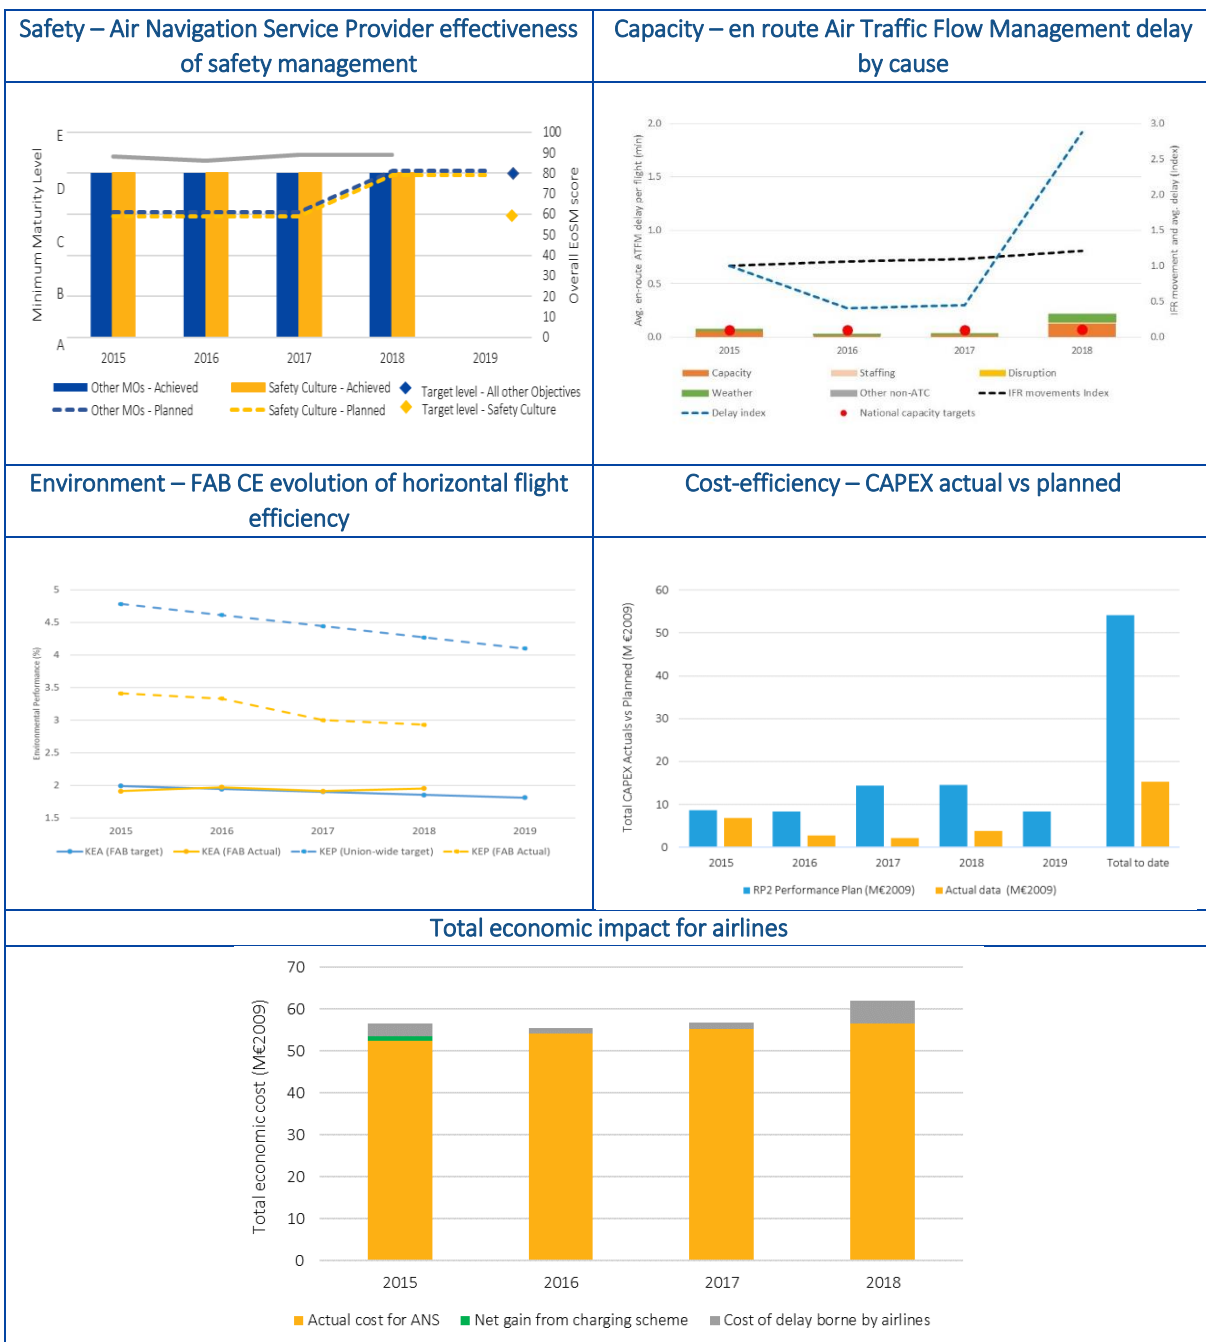 Safety – Air Navigation Service Provider effectiveness
of safety management
Capacity – en route Air Traffic Flow Management delay
by cause
Minimum Maturity Level
E
D
C
B
A
100
90
80
70
60
50
40
30
20
10
0
Overall EoSM score
2015 2016 2017 2018 2019
Other MOs - Achieved Safety Culture - Achieved Target level - All other Objectives
Other MOs - Planned Safety Culture - Planned Target level - Safety Culture
Avg. en-route ATFM delay per flight (min)
2.0
1.5
1.0
0.5
0.0
3.0
2.5
2.0
1.5
1.0
0.5
0.0
IFR movement and avg. delay (index)
2015 2016 2017 2018
Capacity Staffing Disruption
Weather Other non-ATC IFR movements Index
Delay index National capacity targets
Environment – FAB CE evolution of horizontal flight
efficiency
Cost-efficiency – CAPEX actual vs planned
Environmental Performance (%)
5
4.5
4
3.5
3
2.5
2
1.5
2015 2016 2017 2018 2019
KEA (FAB target) KEA (FAB Actual) KEP (Union-wide target) KEP (FAB Actual)
Total CAPEX Actuals vs Planned (M €2009)
60
50
40
30
20
10
0
2015 2016 2017 2018 2019 Total to date
RP2 Performance Plan (M€2009) Actual data (M€2009)
Total economic impact for airlines
Total economic cost (M€2009)
70
60
50
40
30
20
10
0
2015 2016 2017 2018
Actual cost for ANS Net gain from charging scheme Cost of delay borne by airlines